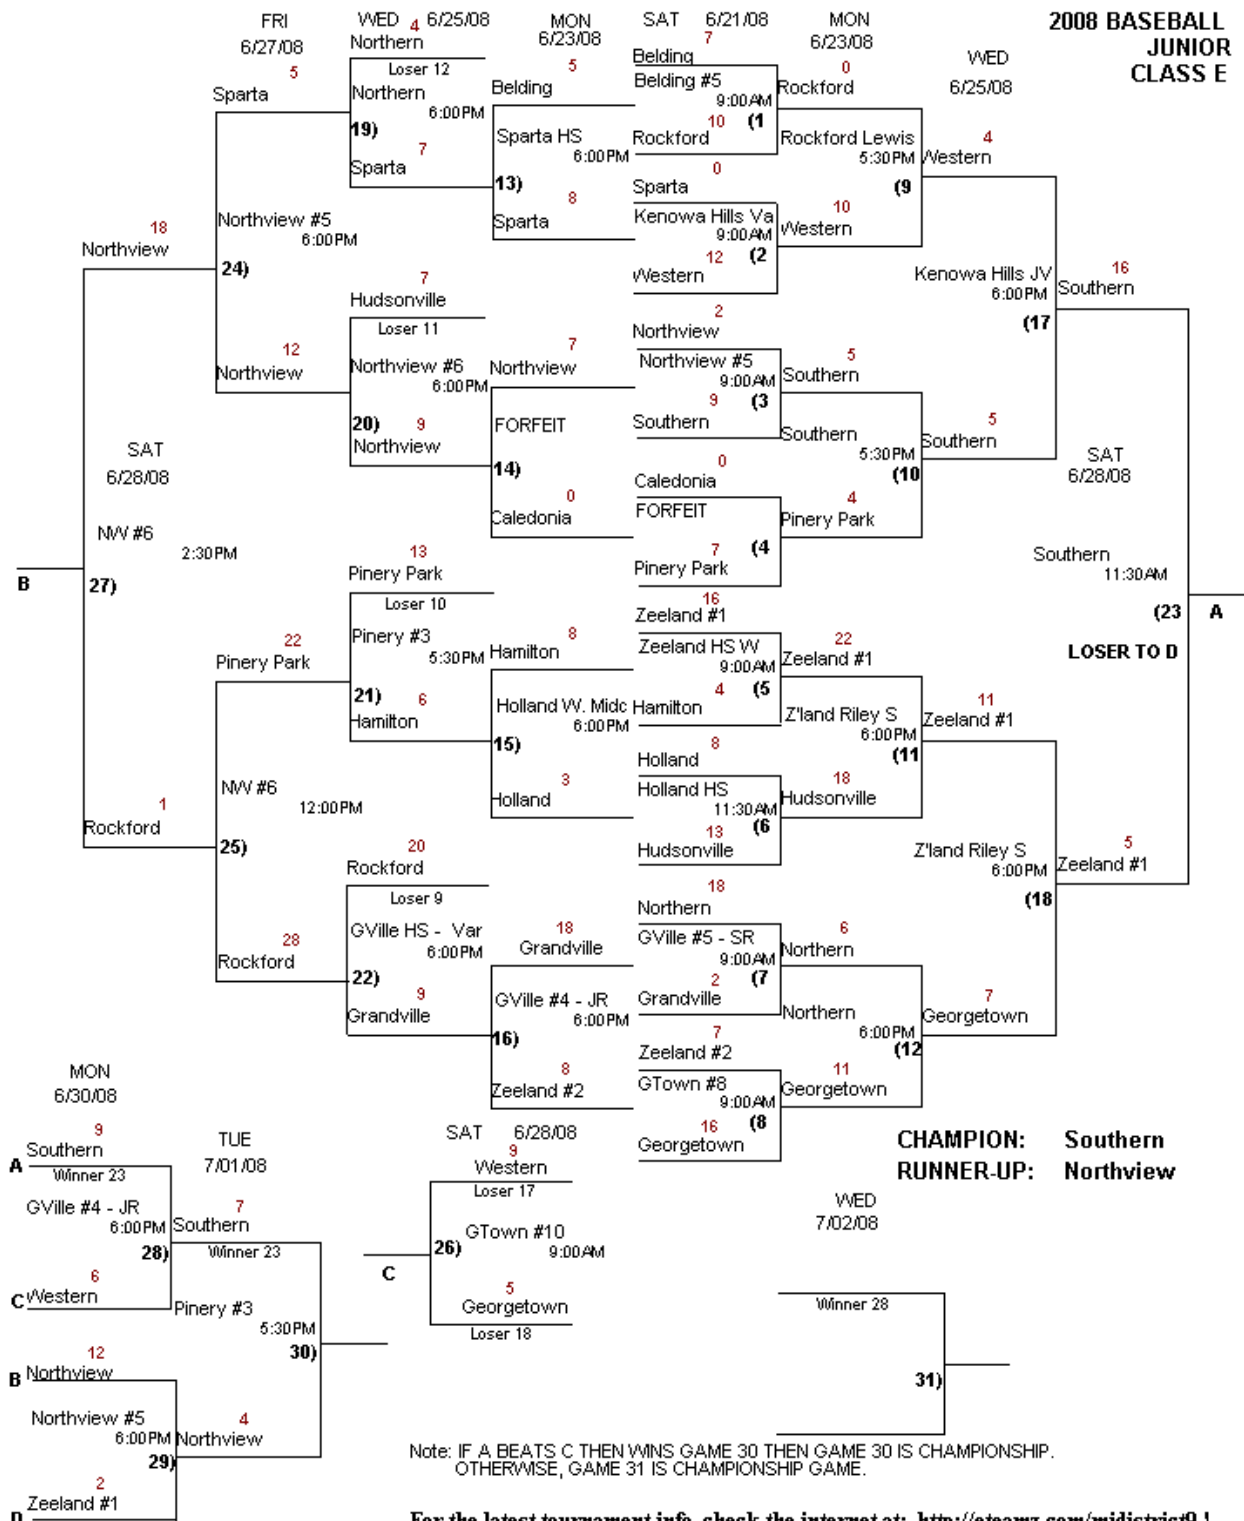 FRI
6/27/08
WED 6/25/08
MON
6/23/08
SAT 6/21/08
MON
6/23/08
WED
6/25/08
2008 BASEBALL
JUNIOR
CLASS E
5
Sparta
4
Northern
Loser 12
Northern
6:00PM
19)
7
Sparta
5
Belding
Sparta HS
6:00PM
13)
8
Sparta
7
Belding
Belding #5
9:00AM
(1
10
Rockford
0
Sparta
Kenowa Hills Va
9:00AM
(2
12
Western
0
Rockford
Rockford Lewis
5:30PM
(9
10
Western
4
Western
18
Northview
Northview #5
6:00PM
24)
12
Northview
7
Hudsonville
Loser 11
Northview #6
6:00PM
20)
9
Northview
7
Northview
FORFEIT
14)
0
Caledonia
2
Northview
Northview #5
9:00AM
(3
9
Southern
0
Caledonia
FORFEIT
(4
7
Pinery Park
5
Southern
Southern
5:30PM
(10
4
Pinery Park
Kenowa Hills JV
6:00PM
(17
5
Southern
16
Southern
SAT
6/28/08
NW #6
2:30PM
B
27)
SAT
6/28/08
Southern
11:30AM
(23
A
LOSER TO D
13
Pinery Park
Loser 10
Pinery #3
5:30PM
21)
6
Hamilton
22
Pinery Park
NW #6
12:00PM
25)
1
Rockford
28
Rockford
8
Hamilton
Holland W. Midc
6:00PM
15)
3
Holland
16
Zeeland #1
Zeeland HS W
9:00AM
(5
4
Hamilton
8
Holland
Holland HS
11:30AM
(6
13
Hudsonville
22
Zeeland #1
Z'land Riley S
6:00PM
(11
18
Hudsonville
11
Zeeland #1
Z'land Riley S
6:00PM
(18
5
Zeeland #1
20
Rockford
Loser 9
GVille HS - Var
6:00PM
22)
9
Grandville
18
Grandville
GVille #4 - JR
6:00PM
16)
8
Zeeland #2
18
Northern
GVille #5 - SR
9:00AM
(7
2
Grandville
7
Zeeland #2
GTown #8
9:00AM
(8
16
Georgetown
6
Northern
Northern
6:00PM
(12
11
Georgetown
7
Georgetown
MON
6/30/08
9
Southern
A
Winner 23
GVille #4 - JR
6:00PM
28)
6
C Western
TUE
7/01/08
7
Southern
Winner 23
Pinery #3
5:30PM
30)
12
B Northview
Northview #5
6:00PM
29)
4
Northview
2
Zeeland #1
D
SAT 6/28/08
9
Western
Loser 17
GTown #10
26)
9:00AM
C
5
Georgetown
Loser 18
CHAMPION: Southern
RUNNER-UP: Northview
WED
7/02/08
Winner 28
31)
Note: IF A BEATS C THEN WINS GAME 30 THEN GAME 30 IS CHAMPIONSHIP.
OTHERWISE, GAME 31 IS CHAMPIONSHIP GAME.
For the latest tournament info, check the internet at: http://eteamz.com/midistrict9 !